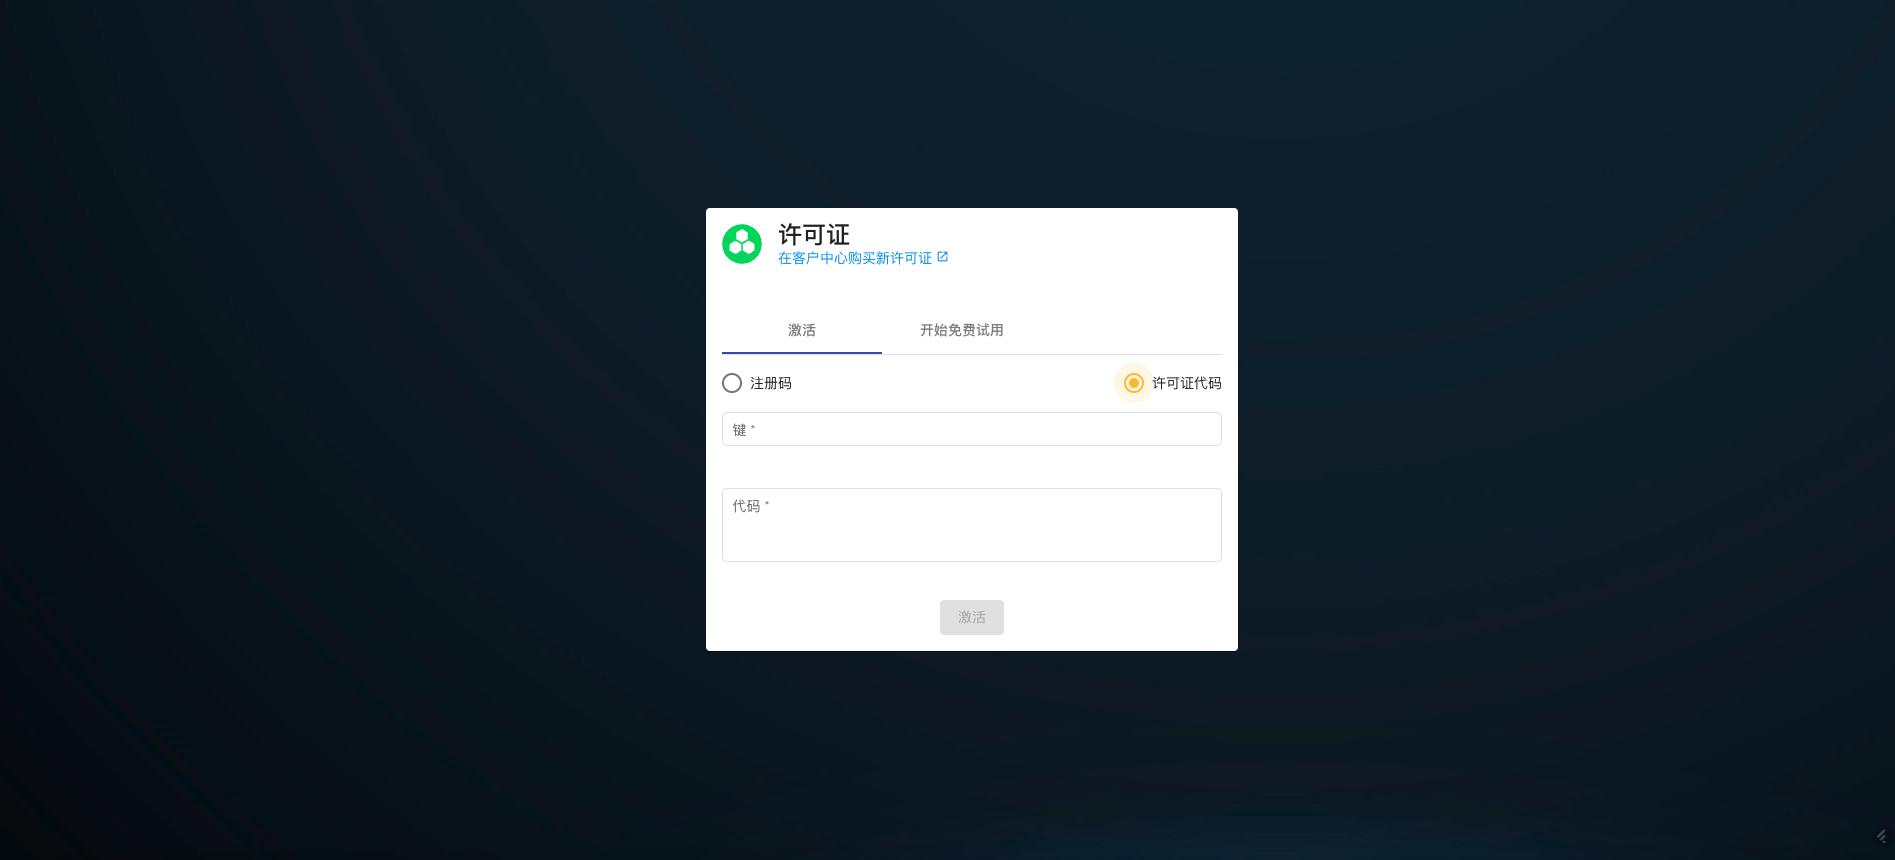 许可证
在客户中心购买新许可证
激活
开始免费试用
注册码
许可证代码
键 *
代码 *
激活